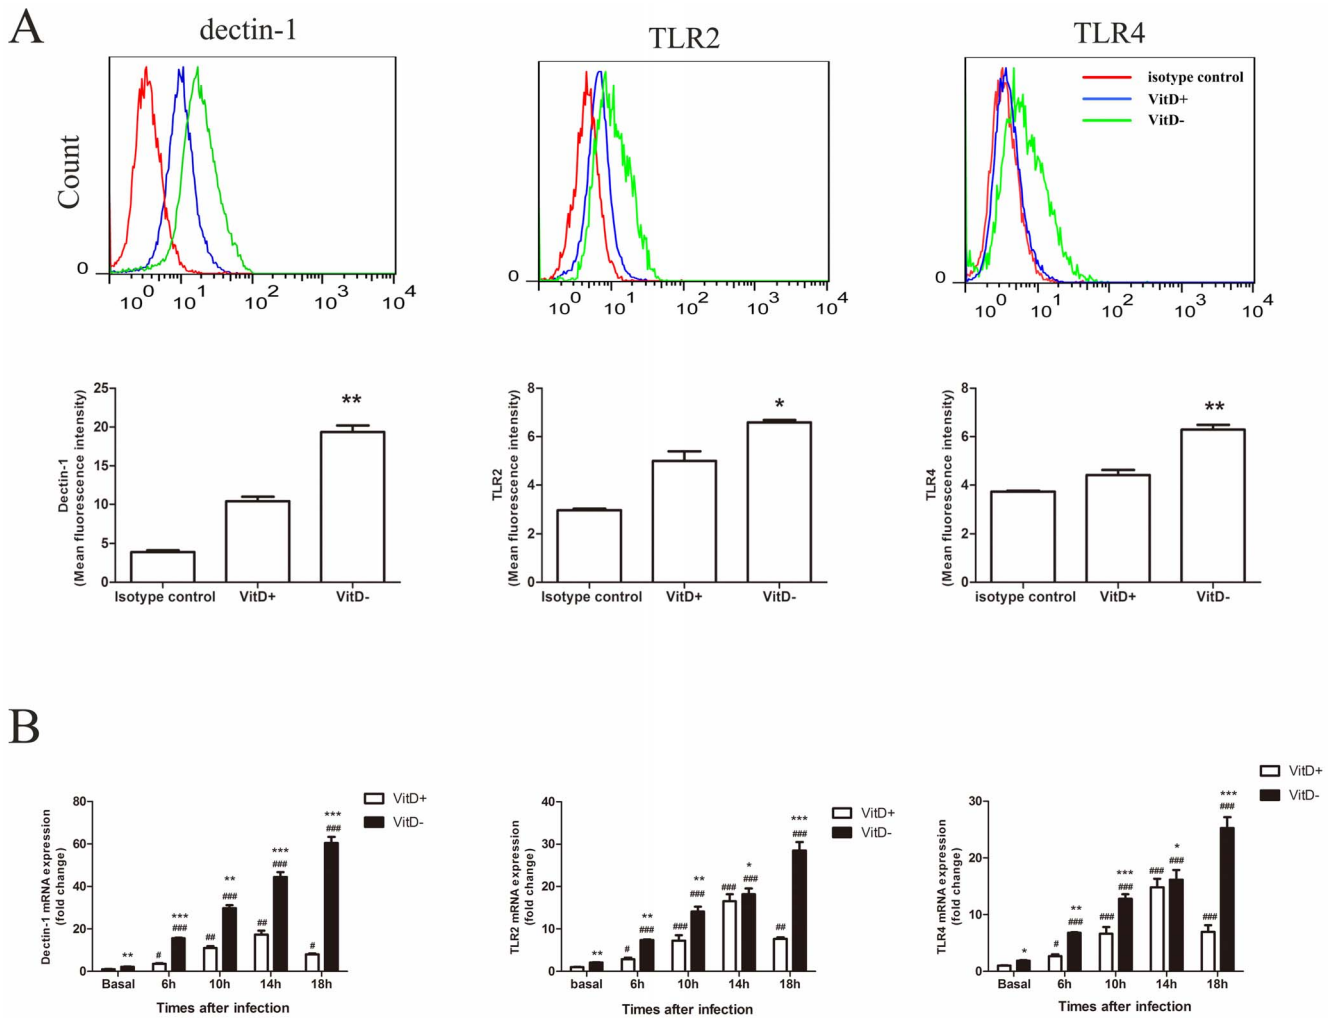 A
dectin-1
TLR2
TLR4
isotype control
VitD+
VitD-
Count
0
10^0 10^1 10^2 10^3 10^4
0
10^0 10^1 10^2 10^3 10^4
0
10^0 10^1 10^2 10^3 10
Dectin-1
(Mean fluorescence intensity)
25
20
15
10
5
0
**
Isotype control VitD+ VitD-
TLR2
(Mean fluorescence intensity)
8
6
4
2
0
*
Isotype control VitD+ VitD-
TLR4
(Mean fluorescence intensity)
8
6
4
2
0
**
isotype control VitD+ VitD-
B
Dectin-1 mRNA expression
(fold change)
80
60
40
20
0
VitD+
VitD-
**
#
***
###
##
**
###
##
***
###
#
***
###
Basal 6h 10h 14h 18h
Times after infection
TLR2 mRNA expression
(fold change)
40
30
20
10
0
VitD+
VitD-
**
#
**
###
###
**
###
###
*
###
##
***
###
basal 6h 10h 14h 18h
Times after infection
TLR4 mRNA expression
(fold change)
30
20
10
0
VitD+
VitD-
*
#
**
###
###
***
###
###
*
###
###
***
###
Basal 6h 10h 14h 18h
Times after infection